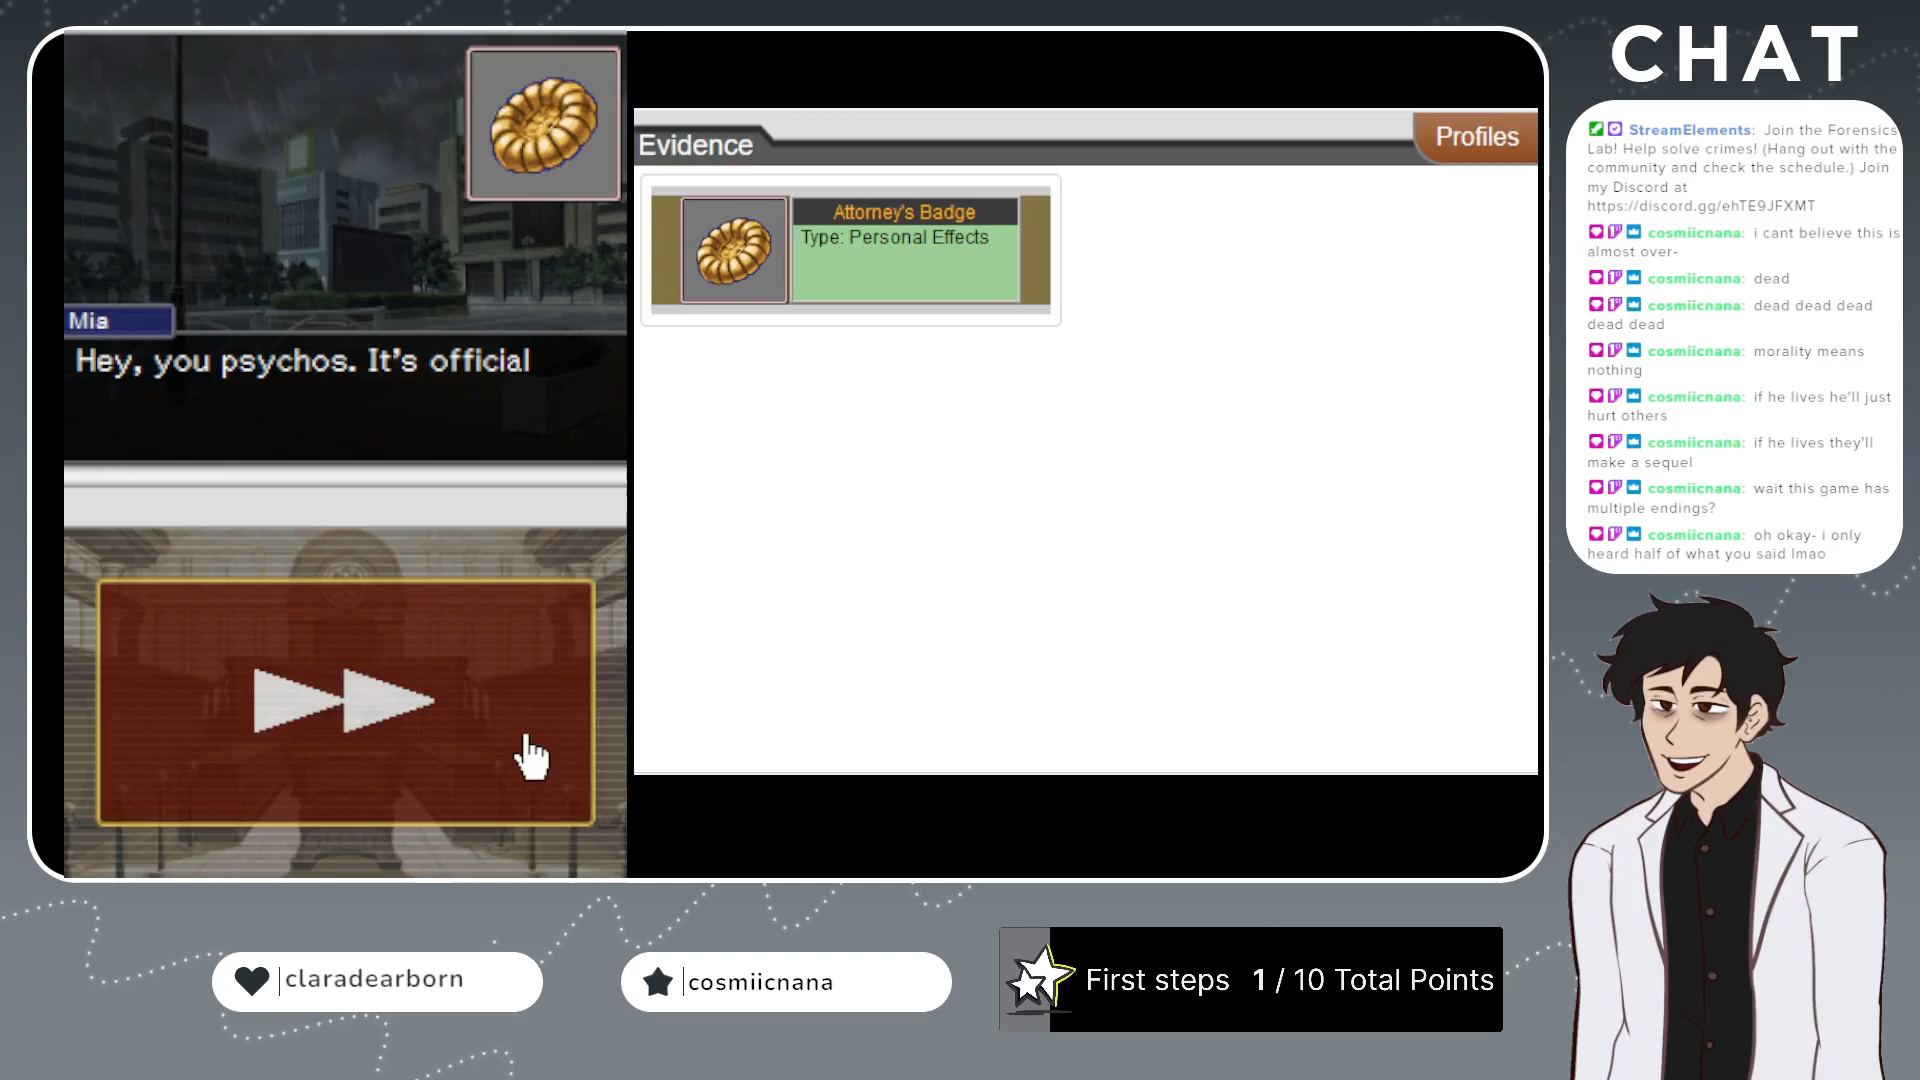 CHAT
StreamElements: Join the Forensics
Lab! Help solve crimes! (Hang out with the
community and check the schedule.) Join
my Discord at
https://discord.gg/ehTE9JFXMT
cosmiicnana: i cant believe this is
almost over-
cosmiicnana: dead
cosmiicnana: dead dead dead
dead dead
cosmiicnana: morality means
nothing
cosmiicnana: if he lives he'll just
hurt others
cosmiicnana: if he lives they'll
make a sequel
cosmiicnana: wait this game has
multiple endings?
cosmiicnana: oh okay- i only
heard half of what you said lmao
Evidence
Profiles
Attorney's Badge
Type: Personal Effects
Mia
Hey, you psychos. It's official
claradearborn
cosmiicnana
First steps 1 / 10 Total Points